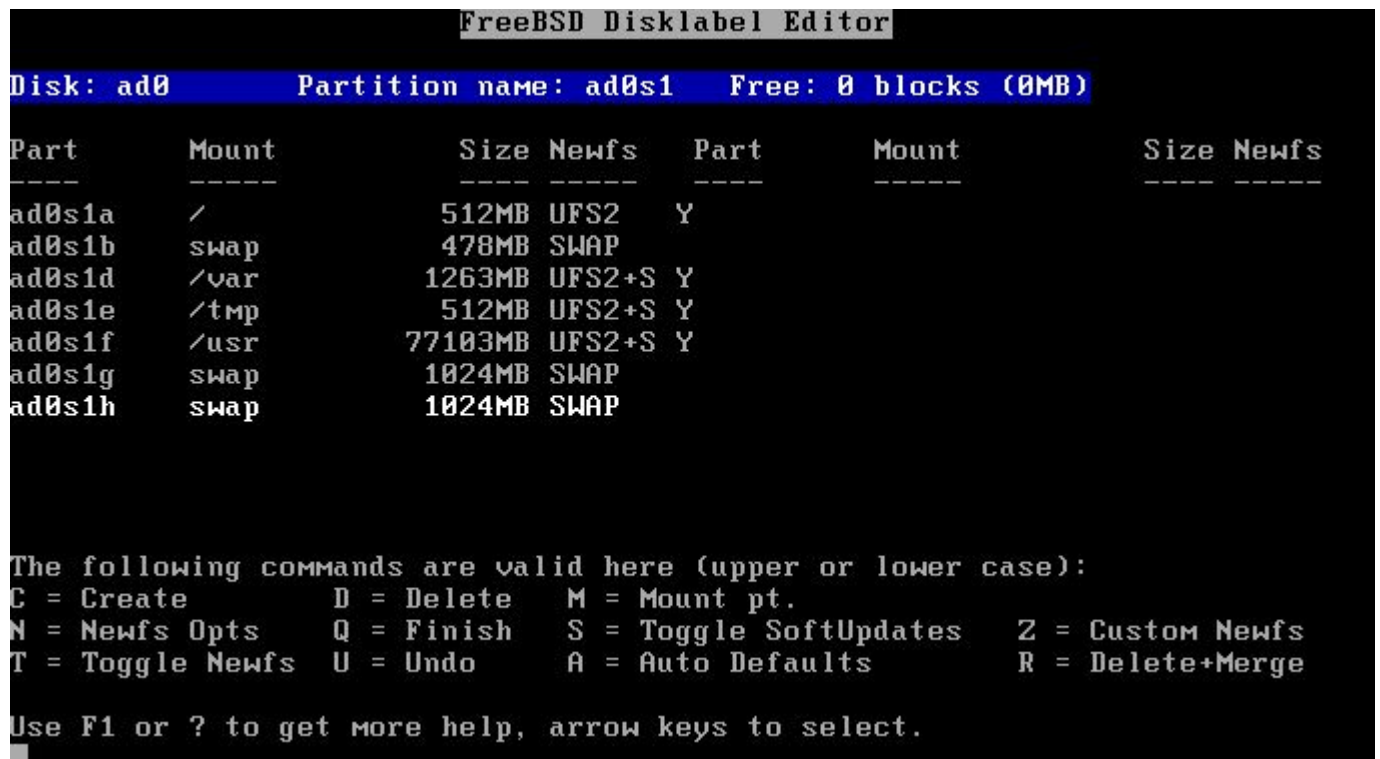 FreeBSD Disklabel Editor
Disk: ad0 Partition name: ad0s1 Free: 0 blocks (0MB)
Part Mount Size Newfs Part Mount Size Newfs
---- ----- ---- ----- ---- ----- ---- -----
ad0s1a / 512MB UFS2 Y
ad0s1b swap 478MB SWAP
ad0s1d /var 1263MB UFS2+S Y
ad0s1e /tmp 512MB UFS2+S Y
ad0s1f /usr 77103MB UFS2+S Y
ad0s1g swap 1024MB SWAP
ad0s1h swap 1024MB SWAP
The following commands are valid here (upper or lower case):
C = Create D = Delete M = Mount pt.
N = Newfs Opts Q = Finish S = Toggle SoftUpdates Z = Custom Newfs
T = Toggle Newfs U = Undo A = Auto Defaults R = Delete+Merge
Use F1 or ? to get more help, arrow keys to select.